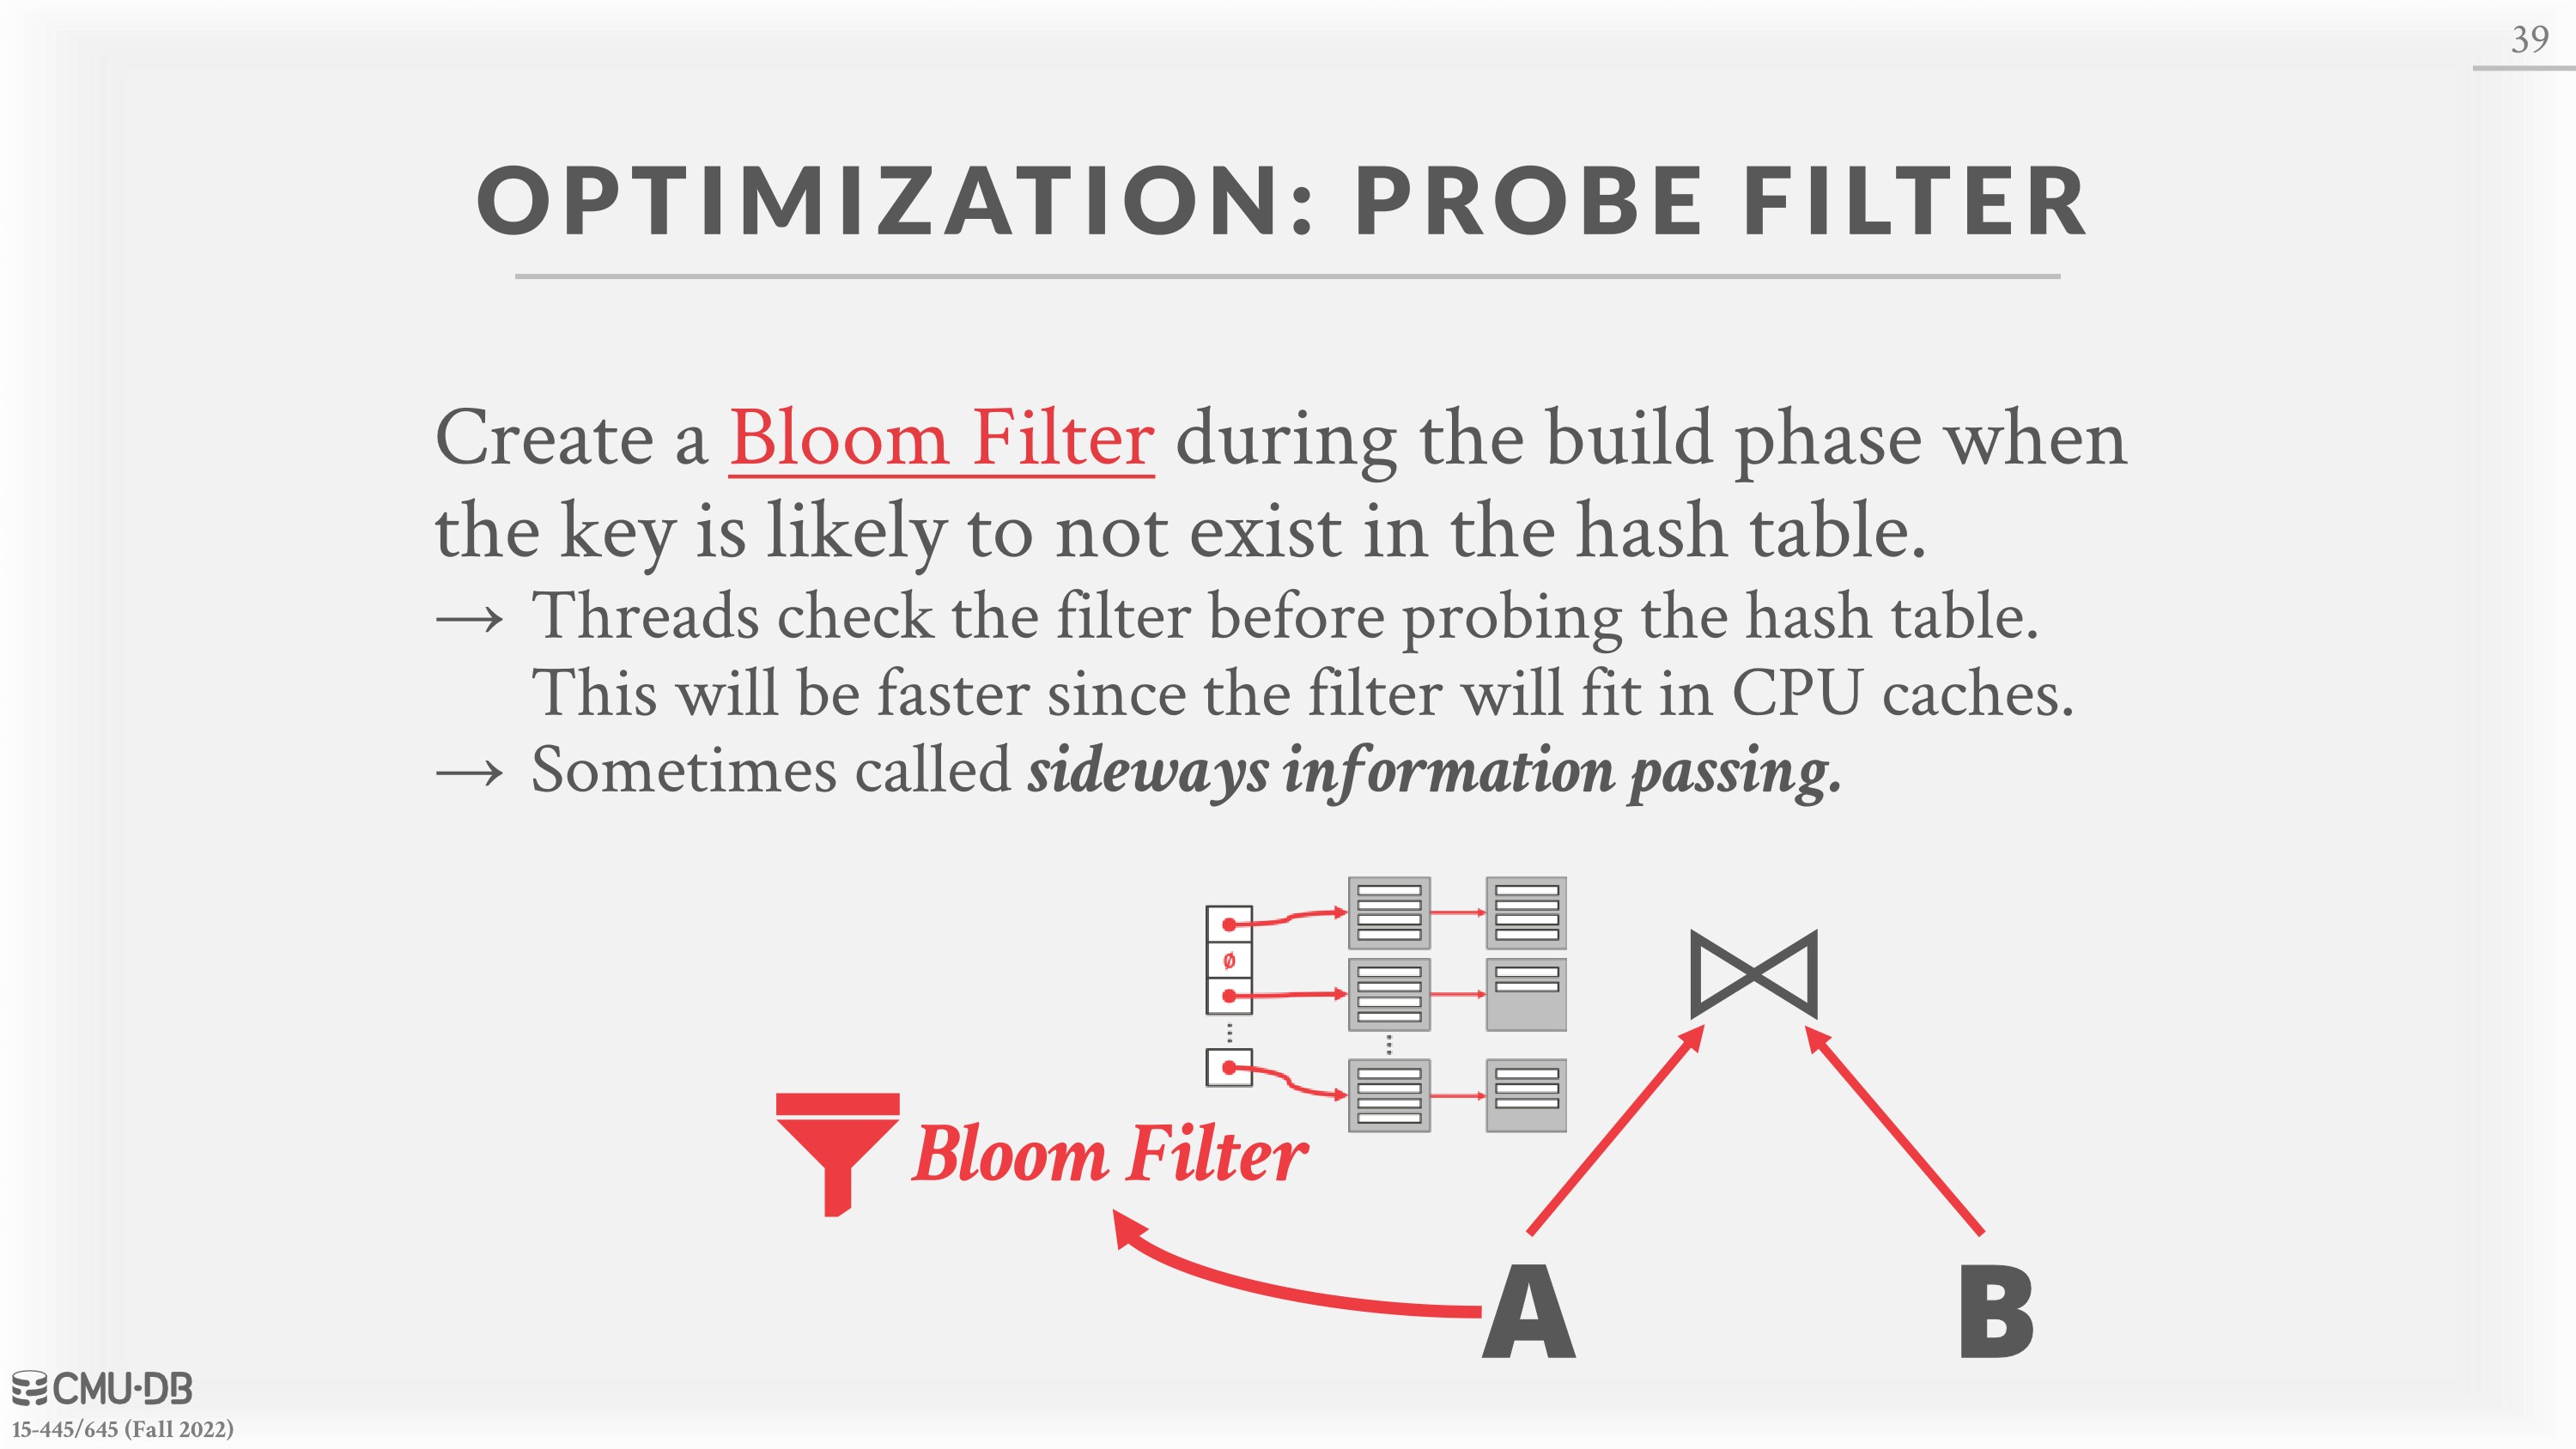 39
OPTIMIZATION: PROBE FILTER
Create a Bloom Filter during the build phase when
the key is likely to not exist in the hash table.
→ Threads check the filter before probing the hash table.
This will be faster since the filter will fit in CPU caches.
→ Sometimes called sideways information passing.
Ø
⋮
⋮
Bloom Filter
A
B
CMU·DB
15-445/645 (Fall 2022)